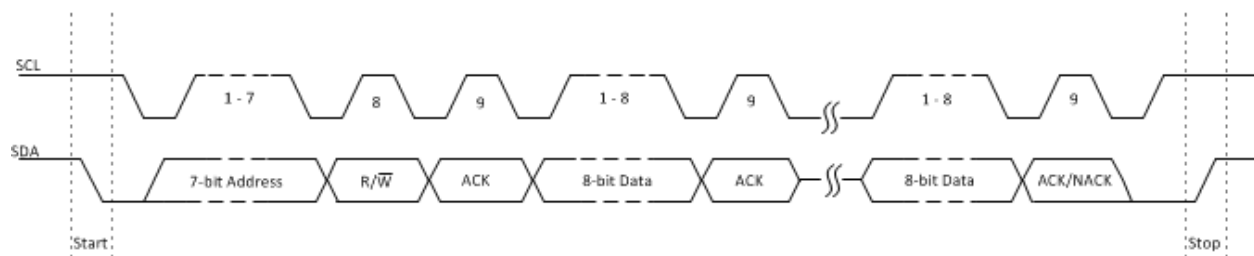 SCL
1 - 7 8 9 1 - 8 9 1 - 8 9
SDA
7-bit Address R/W̅ ACK 8-bit Data ACK 8-bit Data ACK/NACK
Start Stop